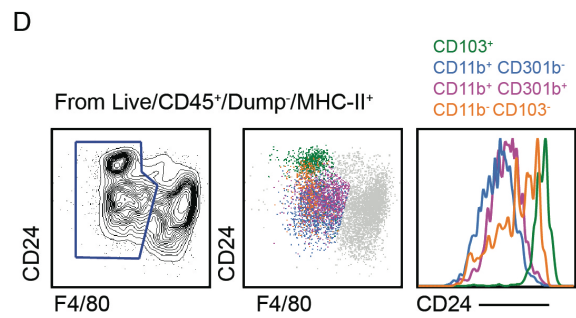 D
CD103⁺
CD11b⁺ CD301b⁻
CD11b⁺ CD301b⁺
CD11b⁻ CD103⁻
From Live/CD45⁺/Dump⁻/MHC-II⁺
CD24
CD24
F4/80
F4/80
CD24